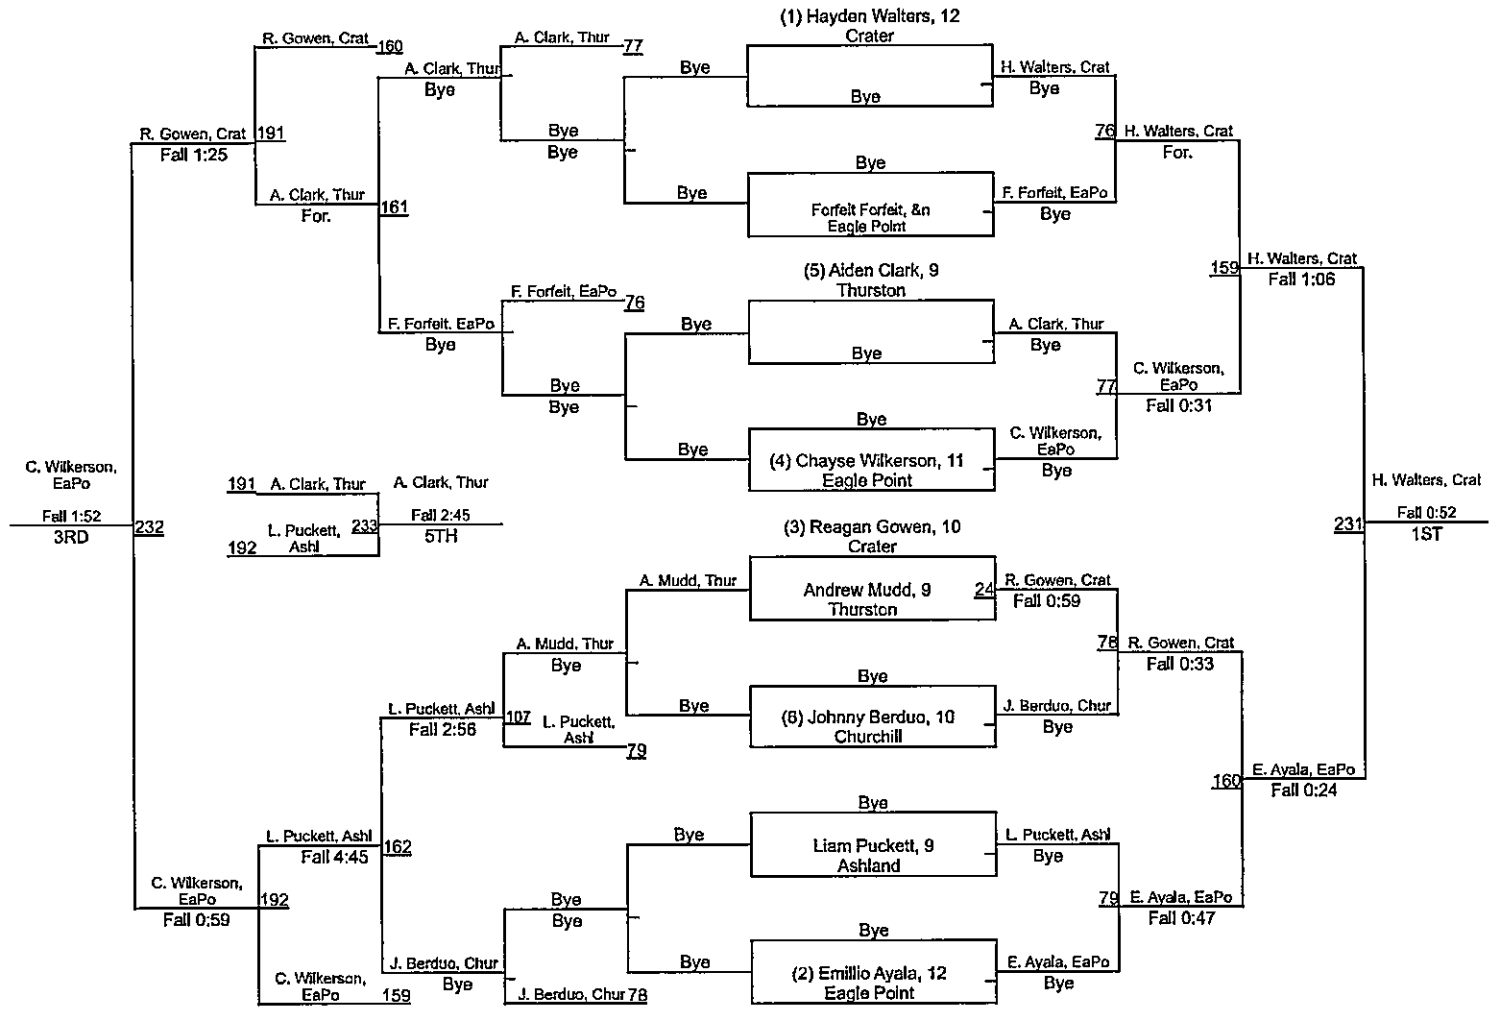 (1) Hayden Walters, 12
Crater
R. Gowen, Crat 160
A. Clark, Thur 77
A. Clark, Thur
Bye
Bye
H. Walters, Crat
Bye
Bye
R. Gowen, Crat 191
Fall 1:25
Bye
Bye
76 H. Walters, Crat
For.
Bye
A. Clark, Thur
For.
161
Bye
Forfeit Forfeit, &n
Eagle Point
F. Forfeit, EaPo
Bye
(5) Aiden Clark, 9
Thurston
159 H. Walters, Crat
Fall 1:06
F. Forfeit, EaPo 76
F. Forfeit, EaPo
Bye
Bye
A. Clark, Thur
Bye
Bye
Bye
Bye
77
C. Wilkerson,
EaPo
Fall 0:31
Bye
Bye
(4) Chayse Wilkerson, 11
Eagle Point
C. Wilkerson,
EaPo
Bye
C. Wilkerson,
EaPo
Fall 1:52
3RD
232
191 A. Clark, Thur
L. Puckett,
Ashl
192
233
A. Clark, Thur
Fall 2:45
5TH
H. Walters, Crat
231
Fall 0:52
1ST
(3) Reagan Gowen, 10
Crater
A. Mudd, Thur
Andrew Mudd, 9
Thurston
24
R. Gowen, Crat
Fall 0:59
A. Mudd, Thur
Bye
78 R. Gowen, Crat
Fall 0:33
Bye
L. Puckett, Ashl
Fall 2:56
107
L. Puckett,
Ashl
79
Bye
(6) Johnny Berduo, 10
Churchill
J. Berduo, Chur
Bye
160 E. Ayala, EaPo
Fall 0:24
Bye
L. Puckett, Ashl
Fall 4:45
162
Bye
Liam Puckett, 9
Ashland
L. Puckett, Ashl
Bye
C. Wilkerson,
EaPo
Fall 0:59
192
Bye
Bye
79 E. Ayala, EaPo
Fall 0:47
Bye
J. Berduo, Chur
Bye
Bye
(2) Emillio Ayala, 12
Eagle Point
E. Ayala, EaPo
Bye
C. Wilkerson,
EaPo
159
J. Berduo, Chur 78